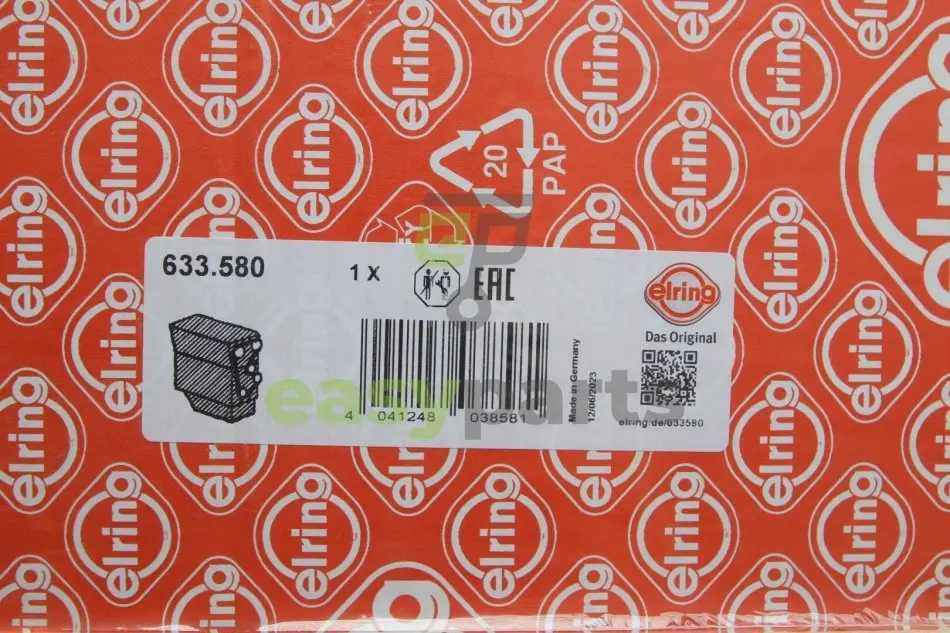 20
PAP
633.580
1 X
EAC
elring
Das Original
Made in Germany
12/06/2023
elring.de/633580
4 041248 038581
easyparts
elring